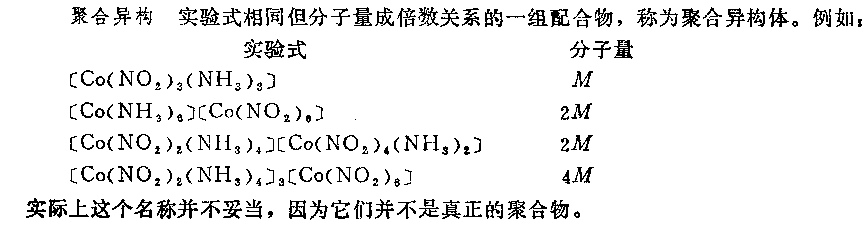 聚合异构 实验式相同但分子量成倍数关系的一组配合物，称为聚合异构体。例如：
实验式 分子量
[Co(NO₂)₃(NH₃)₃] M
[Co(NH₃)₆][Co(NO₂)₆] 2M
[Co(NO₂)₂(NH₃)₄][Co(NO₂)₄(NH₃)₂] 2M
[Co(NO₂)₂(NH₃)₄]₃[Co(NO₂)₆] 4M
实际上这个名称并不妥当，因为它们并不是真正的聚合物。